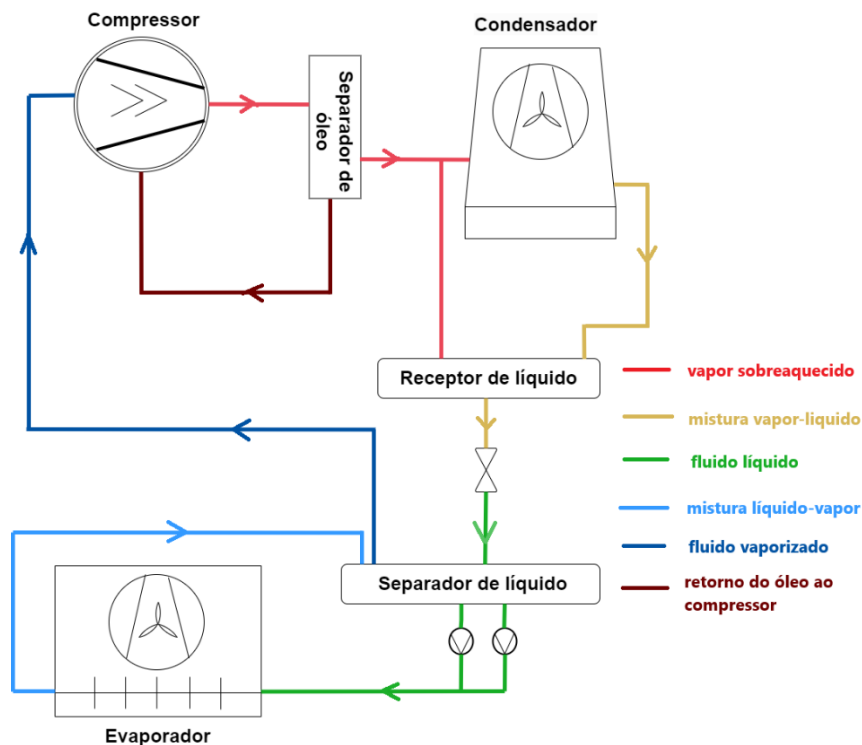 Compressor
Condensador
Separador de
óleo
Receptor de líquido
vapor sobreaquecido
mistura vapor-liquido
fluido líquido
mistura líquido-vapor
fluido vaporizado
retorno do óleo ao
compressor
Separador de líquido
Evaporador